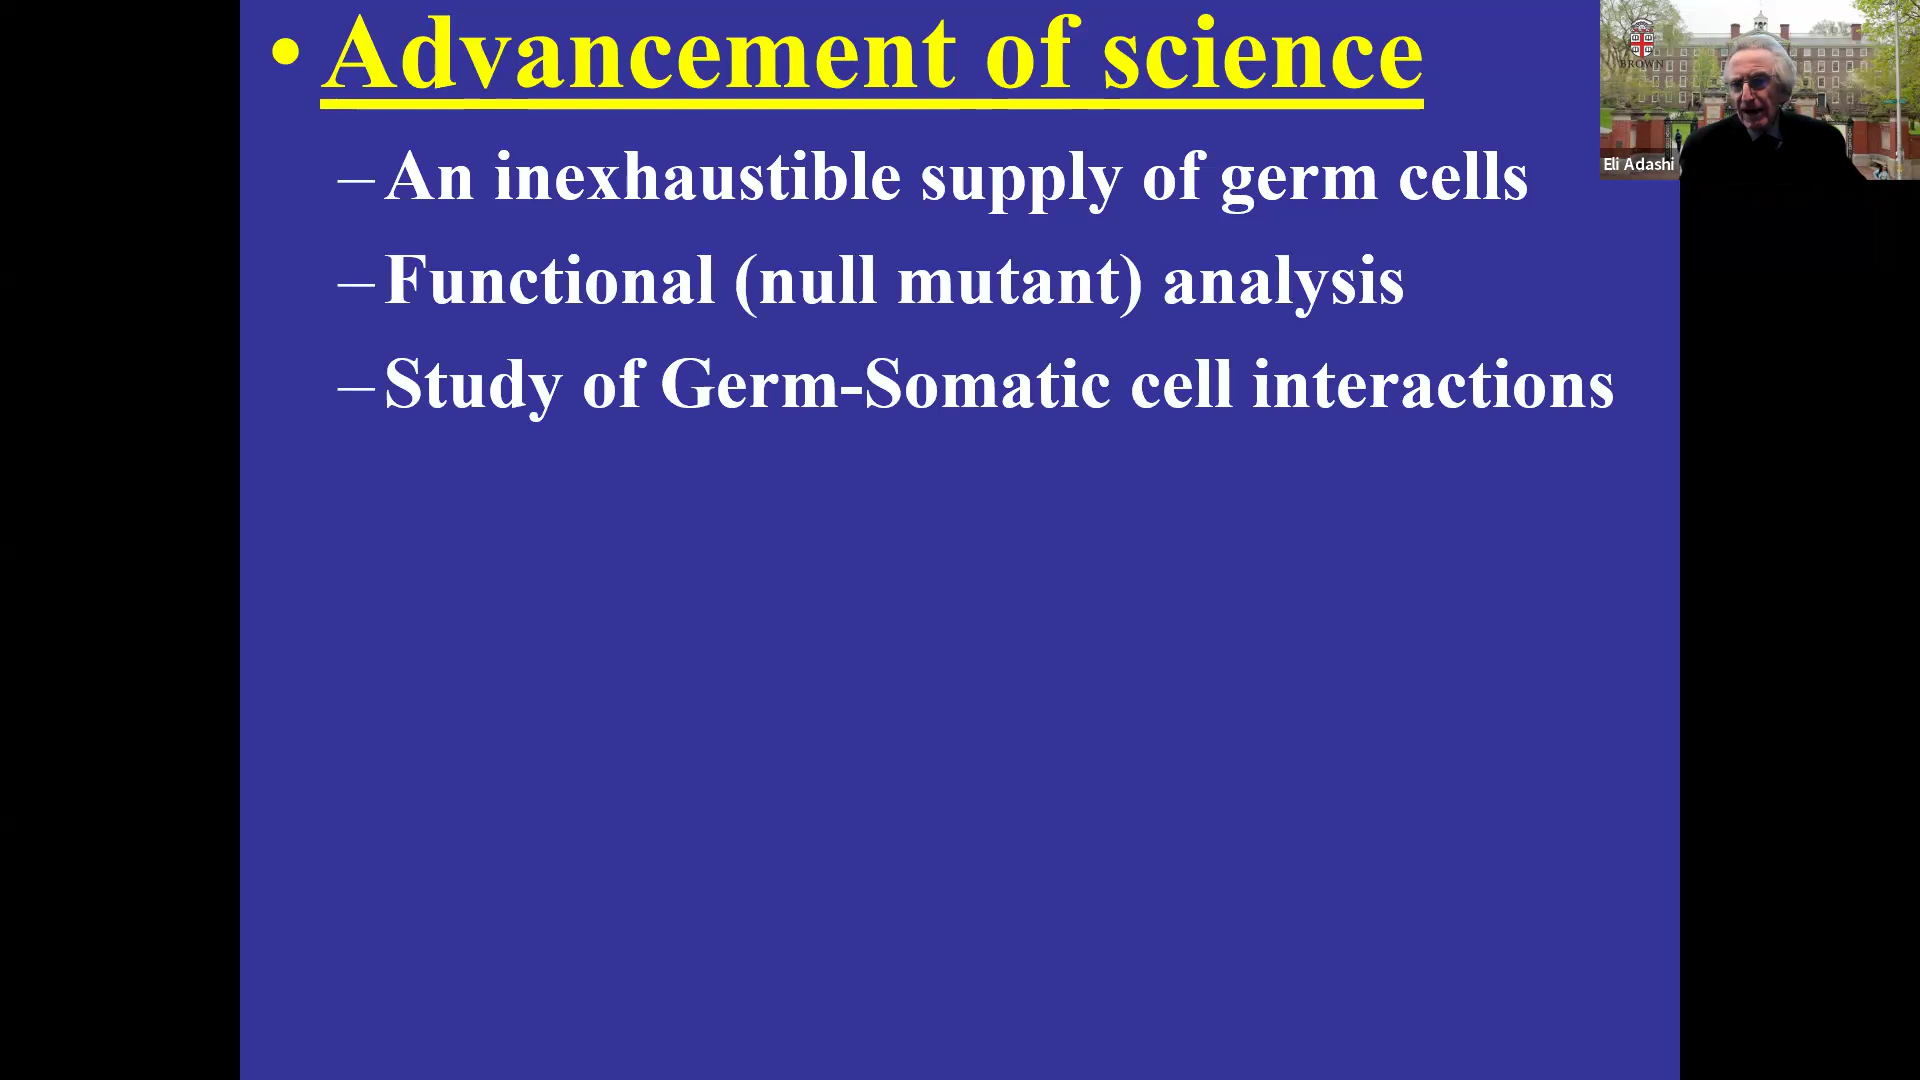 • Advancement of science
– An inexhaustible supply of germ cells
– Functional (null mutant) analysis
– Study of Germ-Somatic cell interactions
BROWN
Eli Adashi